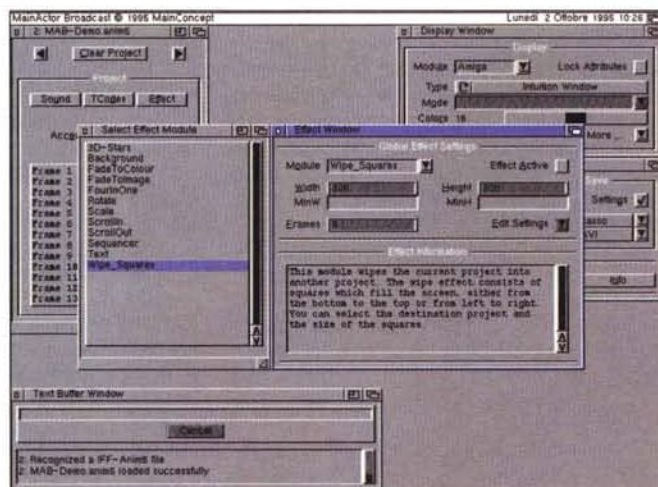 MainActor Broadcast © 1995 MainConcept
Lunedì 2 Ottobre 1995 10:26
2: MAB-Demo.anim5
Clear Project
Project
Sound
TCodes
Effect
Frame 1
Frame 2
Frame 3
Frame 4
Frame 5
Frame 6
Frame 7
Frame 8
Frame 9
Frame 10
Frame 11
Frame 12
Frame 13
Select Effect Module
3D-Stars
Background
FadeToColour
FadeToImage
FourInOne
Rotate
Scale
ScrollIn
ScrollOut
Sequencer
Text
Wipe_Squares
Display Window
Display
Module Amiga
Lock Attributes
Type Intuition Window
Mode
Colors 16
More ...
Save
Settings
Info
Effect Window
Global Effect Settings
Module Wipe_Squares
Effect Active
Width
Height
MinW
MinH
Frames
Edit Settings
Effect Information
This module wipes the current project into
another project. The wipe effect consists of
squares which fill the screen, either from
the bottom to the top or from left to right.
You can select the destination project and
the size of the squares
Text Buffer Window
Cancel
2: Recognized a IFF-Anim5 file
2: MAB-Demo.anim5 loaded successfully